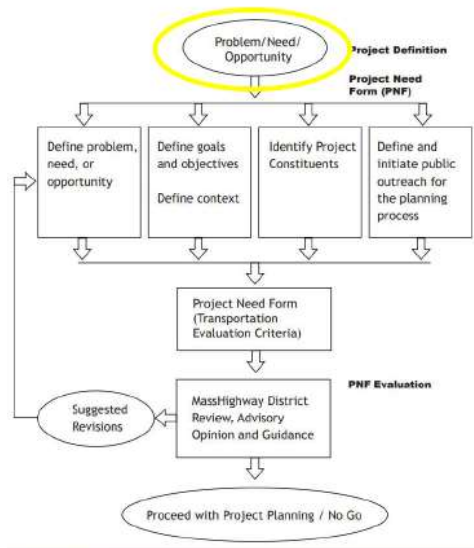 Problem/Need/
Opportunity
Project Definition
Project Need
Form (PNF)
Define problem,
need, or
opportunity
Define goals
and objectives
Define context
Identify Project
Constituents
Define and
initiate public
outreach for
the planning
process
Project Need Form
(Transportation
Evaluation Criteria)
PNF Evaluation
MassHighway District
Review, Advisory
Opinion and Guidance
Suggested
Revisions
Proceed with Project Planning / No Go